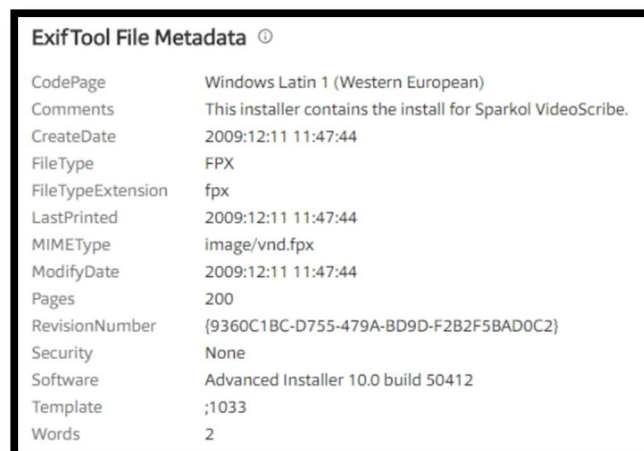 ExifTool File Metadata ⓘ
CodePage Windows Latin 1 (Western European)
Comments This installer contains the install for Sparkol VideoScribe.
CreateDate 2009:12:11 11:47:44
FileType FPX
FileTypeExtension fpx
LastPrinted 2009:12:11 11:47:44
MIMEType image/vnd.fpx
ModifyDate 2009:12:11 11:47:44
Pages 200
RevisionNumber {9360C1BC-D755-479A-BD9D-F2B2F5BAD0C2}
Security None
Software Advanced Installer 10.0 build 50412
Template ;1033
Words 2